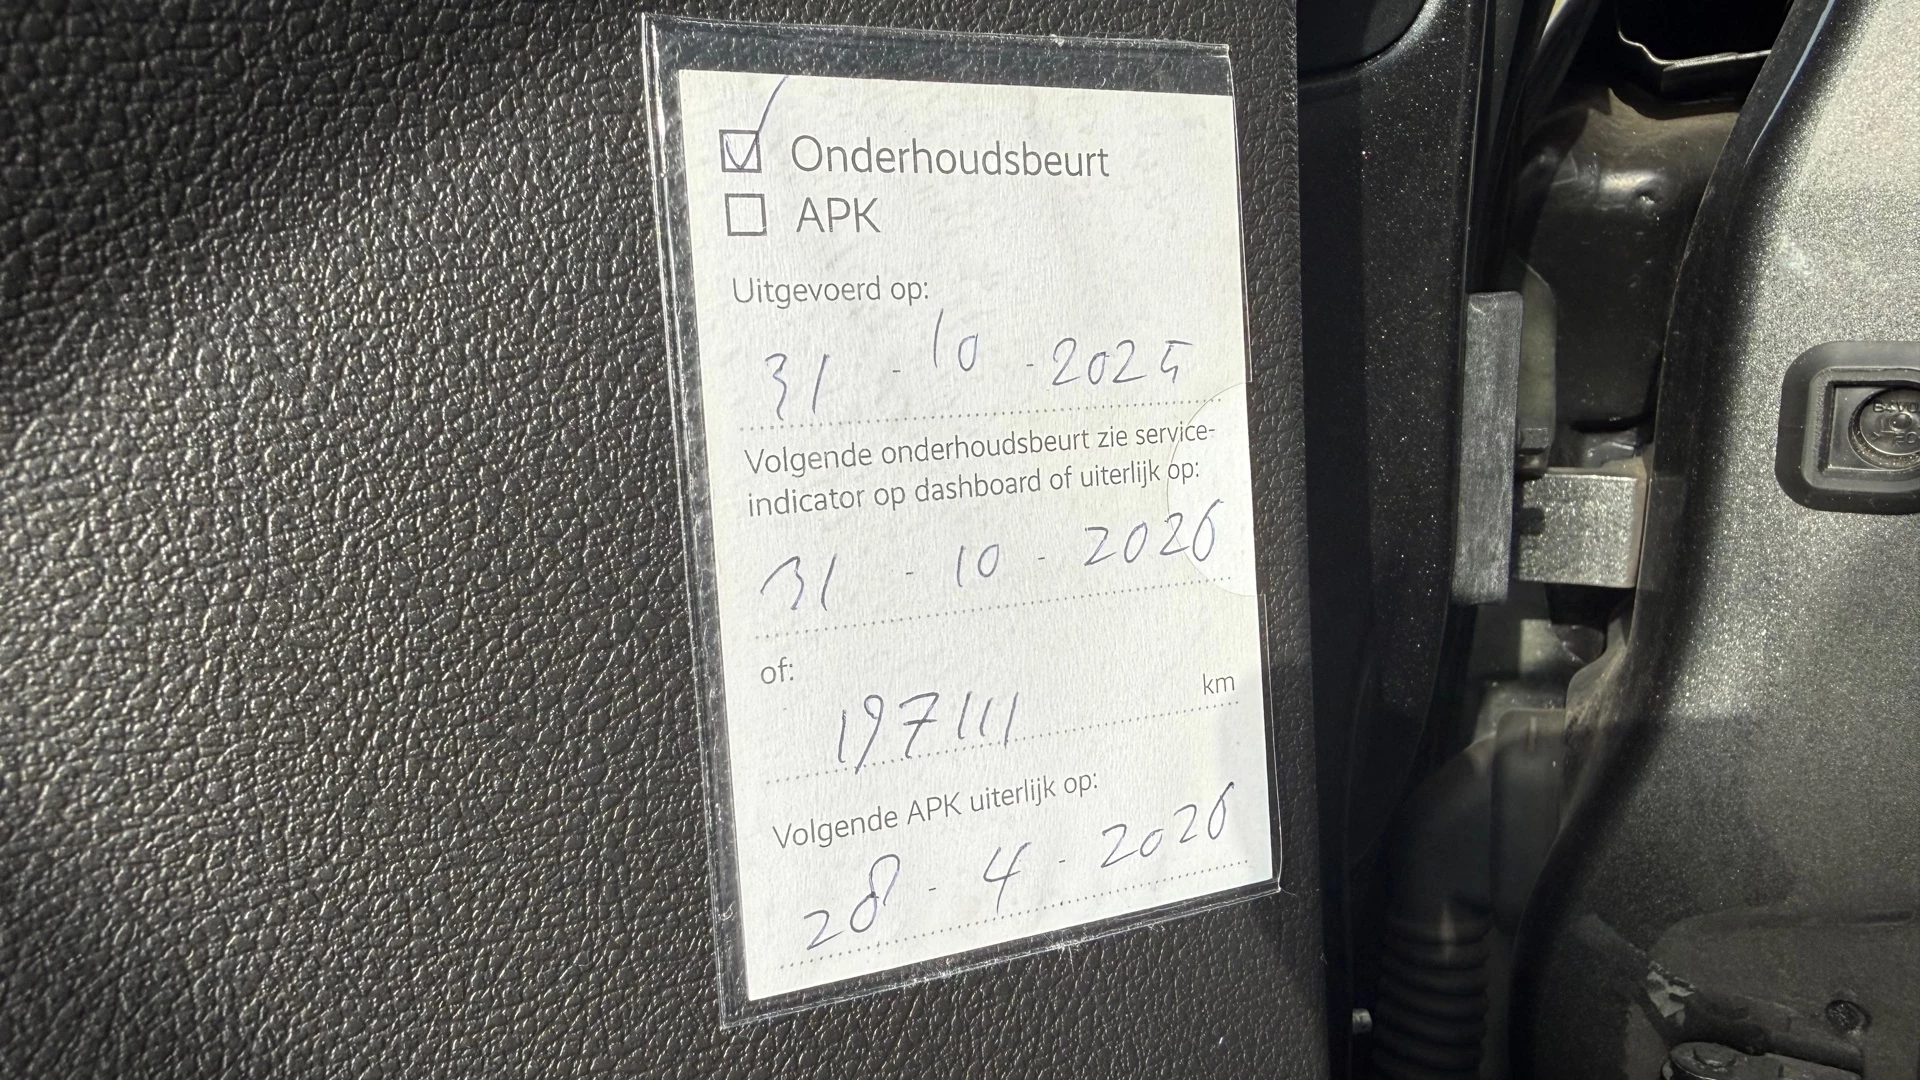 Onderhoudsbeurt
APK
Uitgevoerd op:
31 - 10 - 2025
Volgende onderhoudsbeurt zie service-
indicator op dashboard of uiterlijk op:
31 - 10 - 2026
of:
197111 km
Volgende APK uiterlijk op:
28 - 4 - 2026